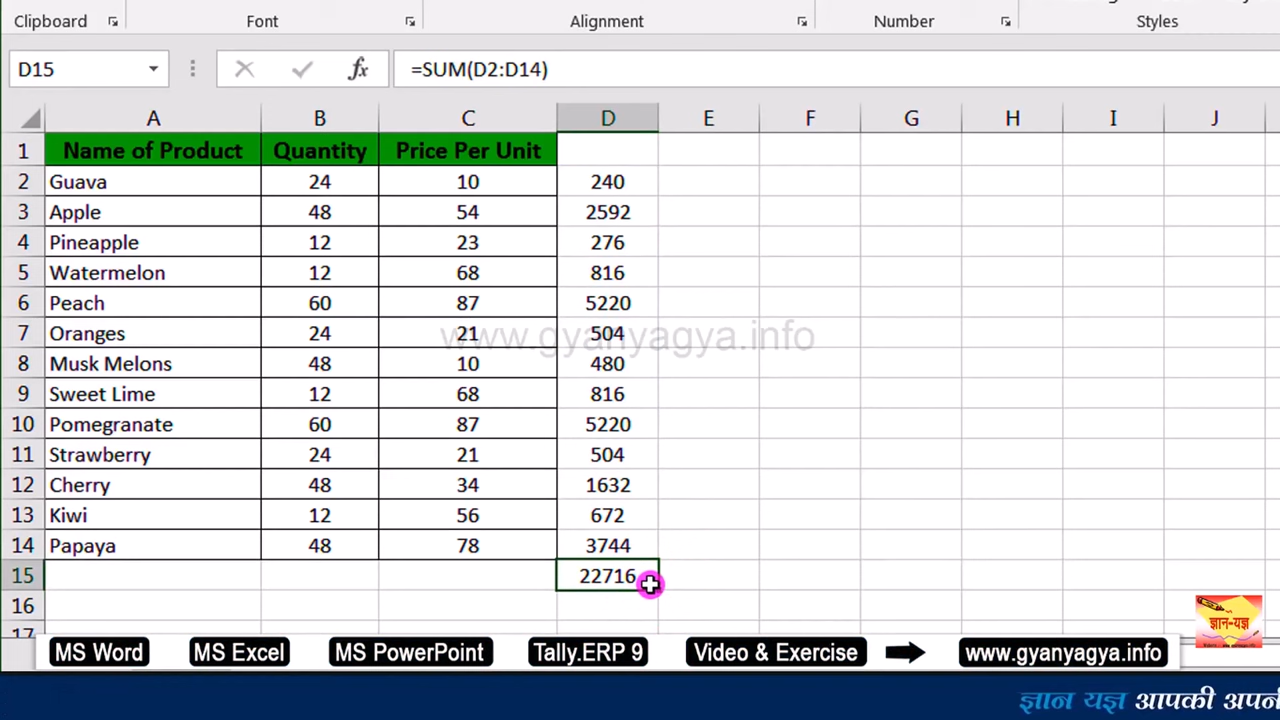 Clipboard Font Alignment Number Styles
D15 fx =SUM(D2:D14)
A B C D E F G H I J
1 Name of Product Quantity Price Per Unit
2 Guava 24 10 240
3 Apple 48 54 2592
4 Pineapple 12 23 276
5 Watermelon 12 68 816
6 Peach 60 87 5220
7 Oranges 24 21 504
www.gyanyagya.info
8 Musk Melons 48 10 480
9 Sweet Lime 12 68 816
10 Pomegranate 60 87 5220
11 Strawberry 24 21 504
12 Cherry 48 34 1632
13 Kiwi 12 56 672
14 Papaya 48 78 3744
15 22716
16
17
ज्ञान-यज्ञ
MS Word MS Excel MS PowerPoint Tally.ERP 9 Video & Exercise www.gyanyagya.info
ज्ञान यज्ञ आपकी अपन